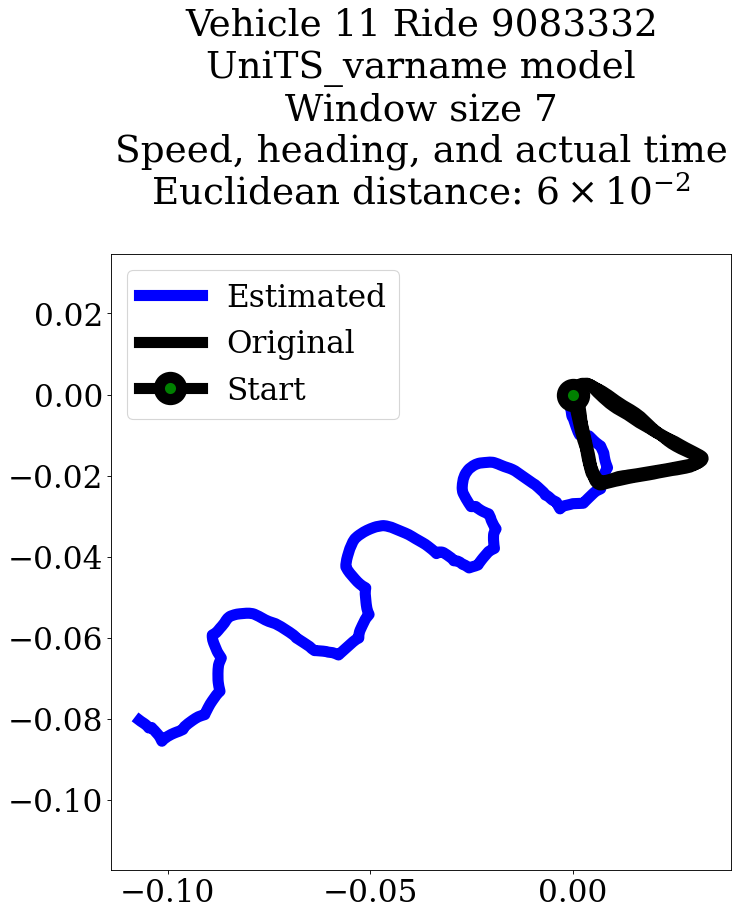 Vehicle 11 Ride 9083332
UniTS_varname model
Window size 7
Speed, heading, and actual time
Euclidean distance: 6 × 10⁻²
Estimated
Original
Start
0.02
0.00
−0.02
−0.04
−0.06
−0.08
−0.10
−0.10
−0.05
0.00